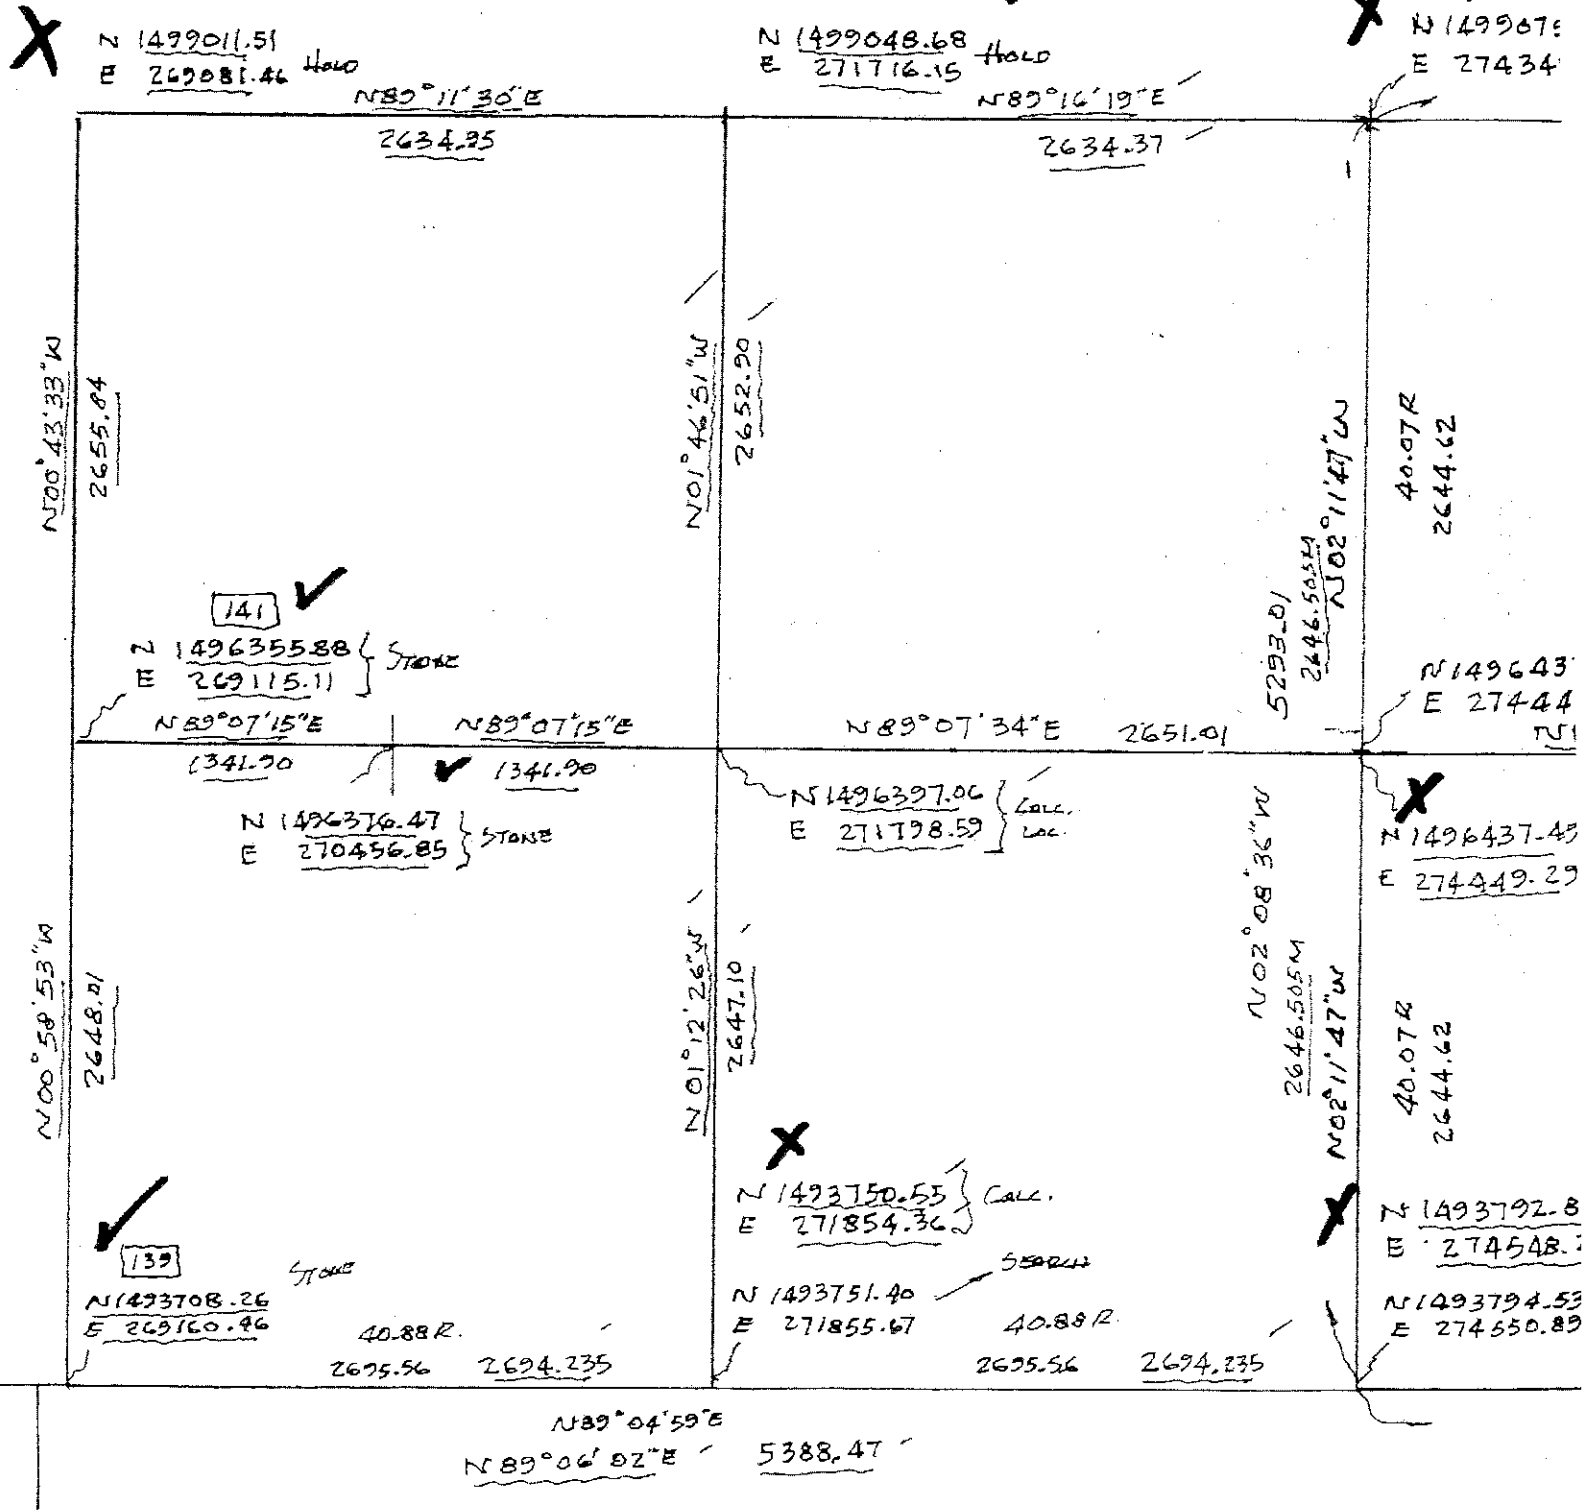 N 1499011.51
E 269081.46 HOLD
N 1499048.68
E 271716.15 HOLD
N 149907
E 27434
N89°11'30"E
2634.95
N89°16'19"E
2634.37
N00°43'33"W
2655.84
N01°46'51"W
2652.90
N02°11'47"W
2646.505M
5293.01
40.07R
2644.62
141
N 1496355.88
E 269115.11
STONE
N89°07'15"E
1341.90
N89°07'15"E
1341.90
N89°07'34"E 2651.01
N 149643
E 27444
N 1496376.47
E 270456.85
STONE
N 1496397.06
E 271798.59
CALC.
LOC.
N 1496437.45
E 274449.29
N00°58'53"W
2648.01
N01°12'26"W
2647.10
N02°08'36"W
2646.505M
N02°11'47"W
40.07R
2644.62
139
STONE
N 1493708.26
E 269160.46
N 1493750.55
E 271854.36
CALC.
N 1493751.40
E 271855.67
SEARCH
N 1493792.8
E 274548.
N 1493794.53
E 274550.89
40.88R.
2695.56 2694.235
40.88R.
2695.56 2694.235
N89°04'59"E
N89°06'02"E 5388.47